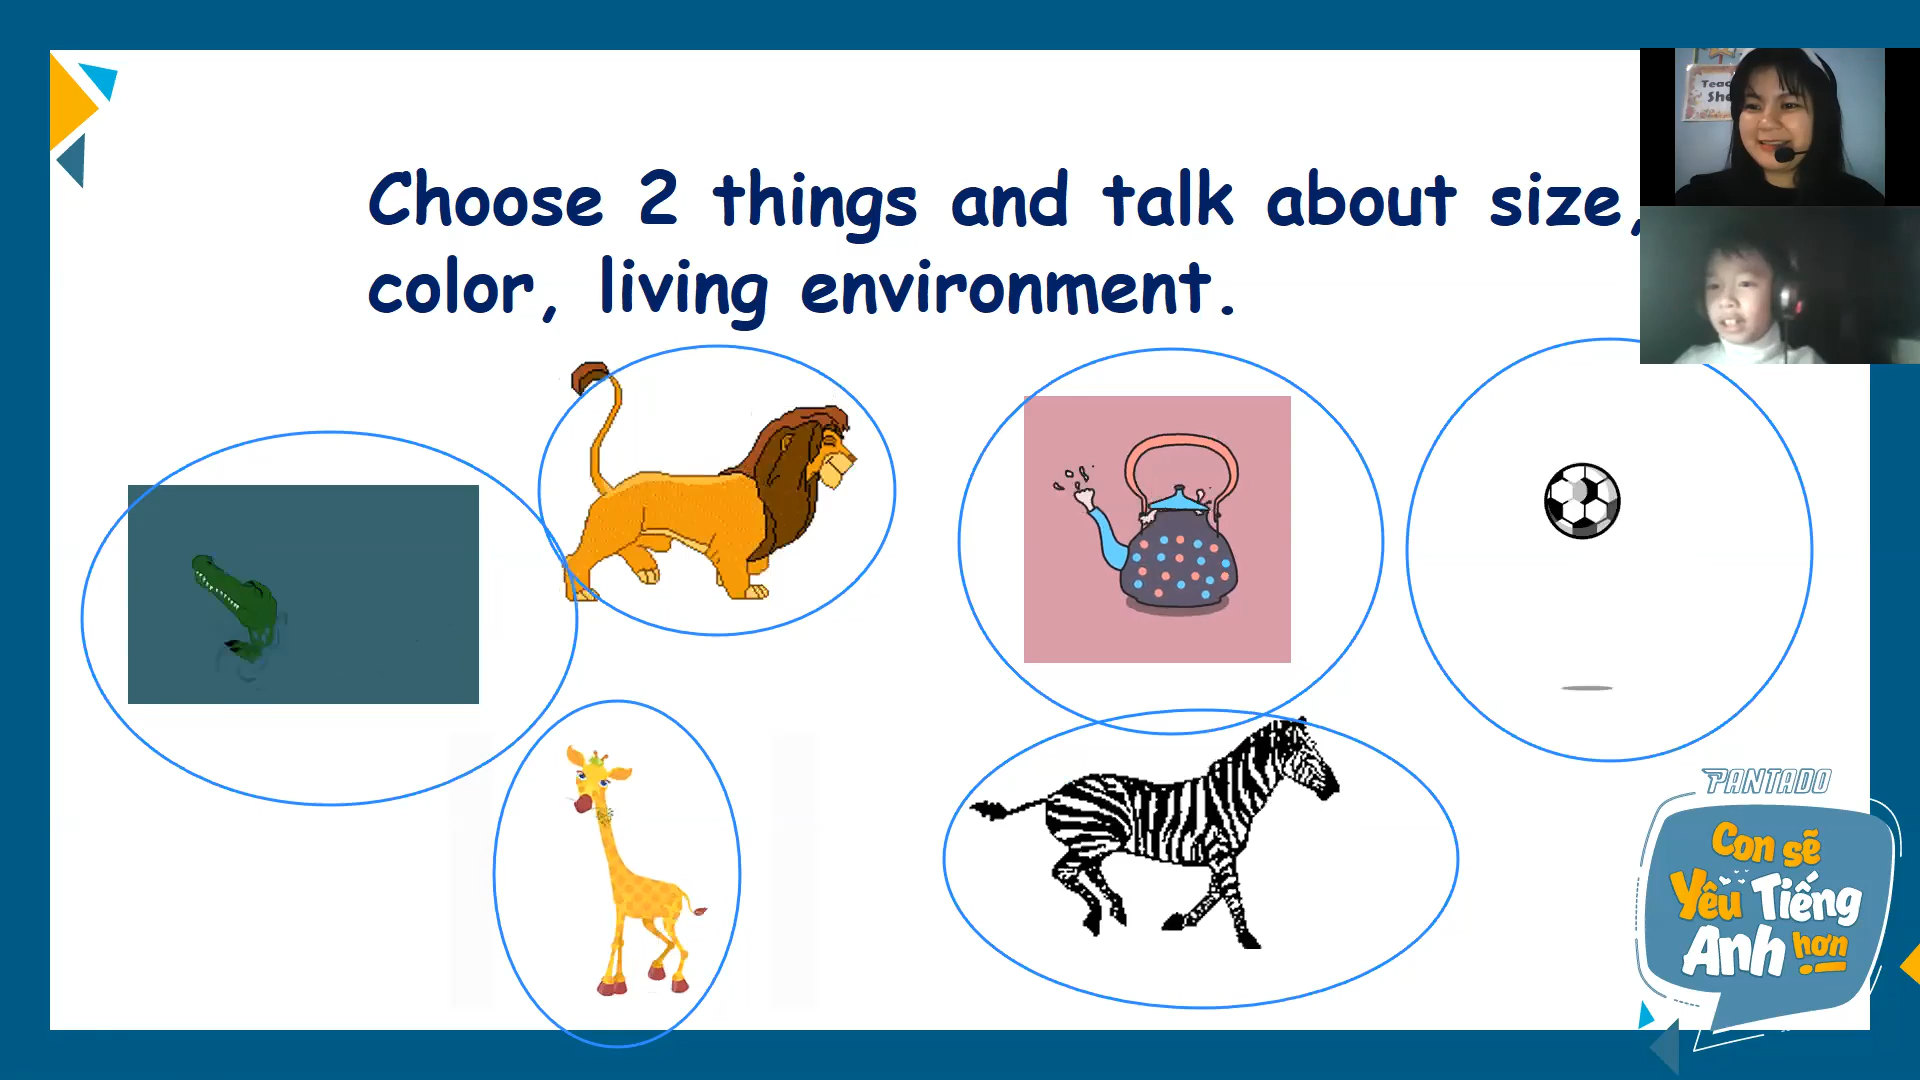 Choose 2 things and talk about size,
color, living environment.
PANTADO
Con sẽ
Yêu Tiếng
Anh hơn